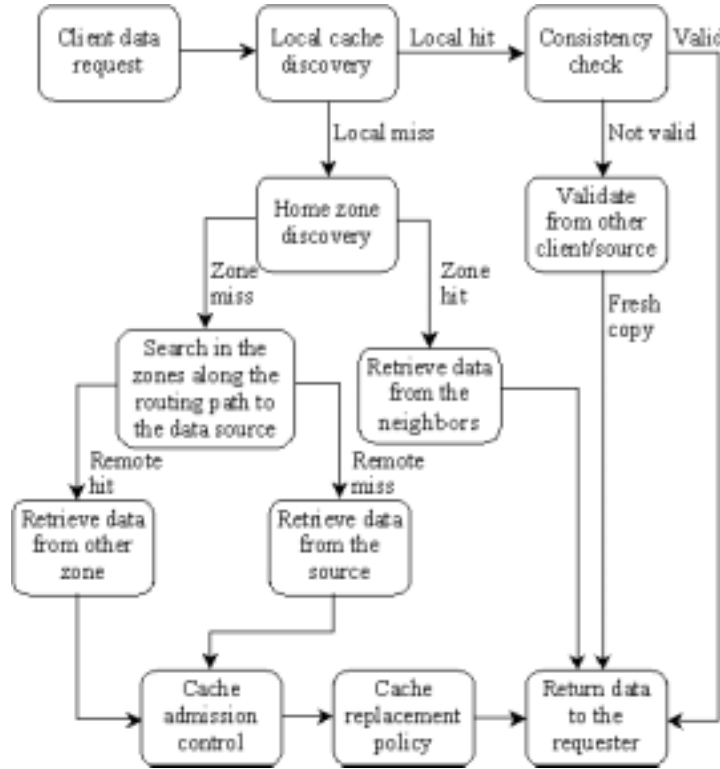 Client data
request
Local cache
discovery
Local hit
Consistency
check
Valid
Local miss
Not valid
Home zone
discovery
Validate
from other
client/source
Zone
miss
Zone
hit
Fresh
copy
Search in the
zones along the
routing path to
the data source
Retrieve data
from the
neighbors
Remote
hit
Remote
miss
Retrieve data
from other
zone
Retrieve data
from the
source
Cache
admission
control
Cache
replacement
policy
Return data
to the
requester